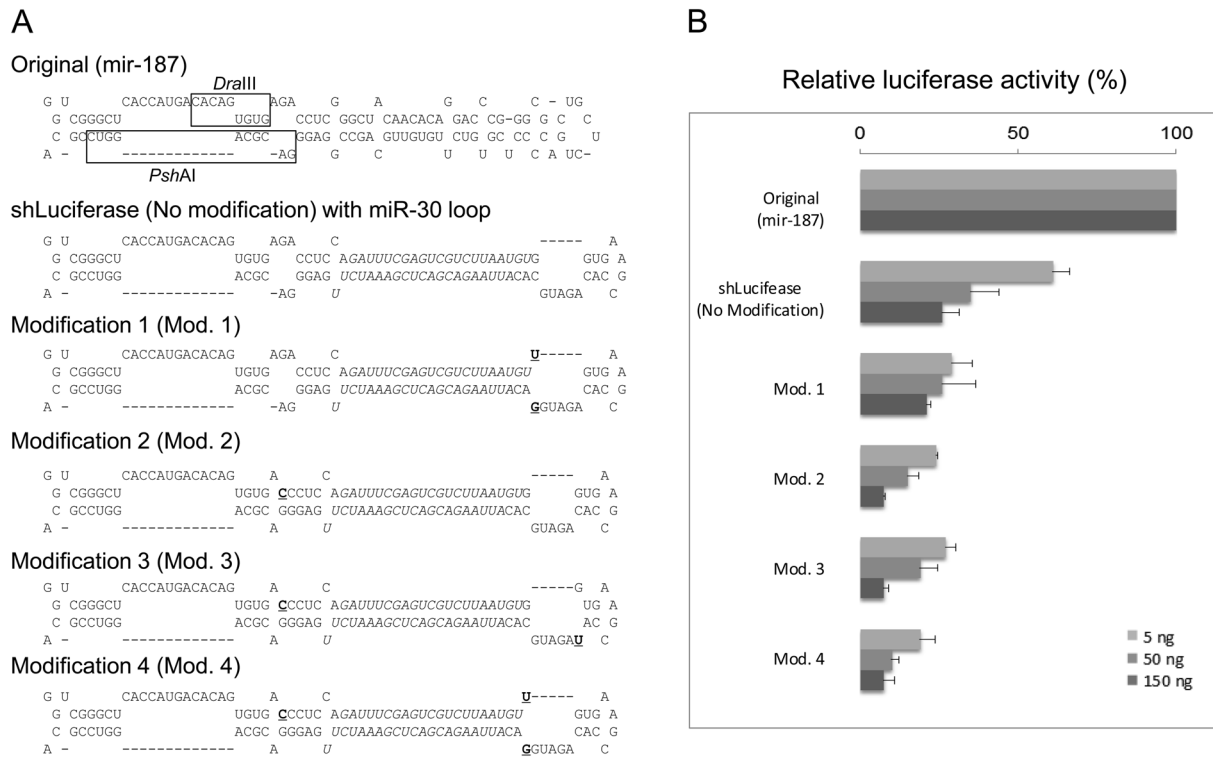 A
Original (mir-187)
DraIII
G U CACCAUGACACAG AGA G A G C C - UG
G CGGGCU UGUG CCUC GGCU CAACACA GACC CG-GG G C C
C GCCUGG ACGC GGAG CCGA GUUGUGU CUGG GC CCC G U
A - -------------- -AG G C U U U C A UC-
PshAI
shLuciferase (No modification) with miR-30 loop
G U CACCAUGACACAG AGA C ----- A
G CGGGCU UGUG CCUC AGAUUUCGAGUCGUCUUAAUGUG GUG A
C GCCUGG ACGC GGAG UCUAAAGCUCAGCAGAAUUACAC CAC G
A - ------------- -AG U GUAGA C
Modification 1 (Mod. 1)
G U CACCAUGACACAG AGA C U----- A
G CGGGCU UGUG CCUC AGAUUUCGAGUCGUCUUAAUGU GUG A
C GCCUGG ACGC GGAG UCUAAAGCUCAGCAGAAUUACA CAC G
A - ------------- -AG U GGUAGA C
Modification 2 (Mod. 2)
G U CACCAUGACACAG A C ----- A
G CGGGCU UGUG CCCUC AGAUUUCGAGUCGUCUUAAUGUG GUG A
C GCCUGG ACGC GGGAG UCUAAAGCUCAGCAGAAUUACAC CAC G
A - ------------- A U GUAGA C
Modification 3 (Mod. 3)
G U CACCAUGACACAG A C -----G A
G CGGGCU UGUG CCCUC AGAUUUCGAGUCGUCUUAAUGUG UG A
C GCCUGG ACGC GGGAG UCUAAAGCUCAGCAGAAUUACAC AC G
A - ------------- A U GUAGAU C
Modification 4 (Mod. 4)
G U CACCAUGACACAG A C U----- A
G CGGGCU UGUG CCCUC AGAUUUCGAGUCGUCUUAAUGU GUG A
C GCCUGG ACGC GGGAG UCUAAAGCUCAGCAGAAUUACA CAC G
A - ------------- A U GGUAGA C
B
Relative luciferase activity (%)
0 50 100
Original
(mir-187)
shLucifease
(No Modification)
Mod. 1
Mod. 2
Mod. 3
Mod. 4
5 ng
50 ng
150 ng